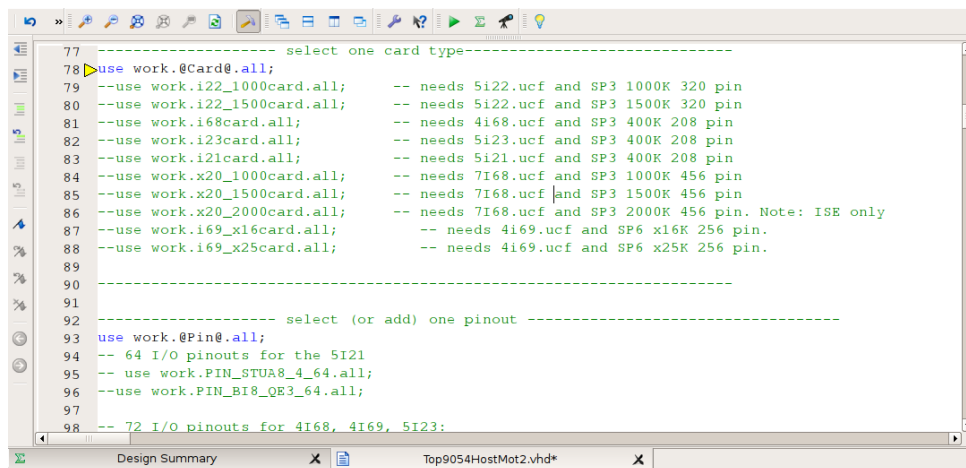 »
77 -------------------- select one card type------------------------------
78 use work.@Card@.all;
79 --use work.i22_1000card.all; -- needs 5i22.ucf and SP3 1000K 320 pin
80 --use work.i22_1500card.all; -- needs 5i22.ucf and SP3 1500K 320 pin
81 --use work.i68card.all; -- needs 4i68.ucf and SP3 400K 208 pin
82 --use work.i23card.all; -- needs 5i23.ucf and SP3 400K 208 pin
83 --use work.i21card.all; -- needs 5i21.ucf and SP3 400K 208 pin
84 --use work.x20_1000card.all; -- needs 7I68.ucf and SP3 1000K 456 pin
85 --use work.x20_1500card.all; -- needs 7I68.ucf and SP3 1500K 456 pin
86 --use work.x20_2000card.all; -- needs 7I68.ucf and SP3 2000K 456 pin. Note: ISE only
87 --use work.i69_x16card.all; -- needs 4i69.ucf and SP6 x16K 256 pin.
88 --use work.i69_x25card.all; -- needs 4i69.ucf and SP6 x25K 256 pin.
89
90 -----------------------------------------------------------------------
91
92 -------------------- select (or add) one pinout -----------------------------------
93 use work.@Pin@.all;
94 -- 64 I/O pinouts for the 5I21
95 -- use work.PIN_STUA8_4_64.all;
96 --use work.PIN_BI8_QE3_64.all;
97
98 -- 72 I/O pinouts for 4I68, 4I69, 5I23:
Design Summary
Top9054HostMot2.vhd*